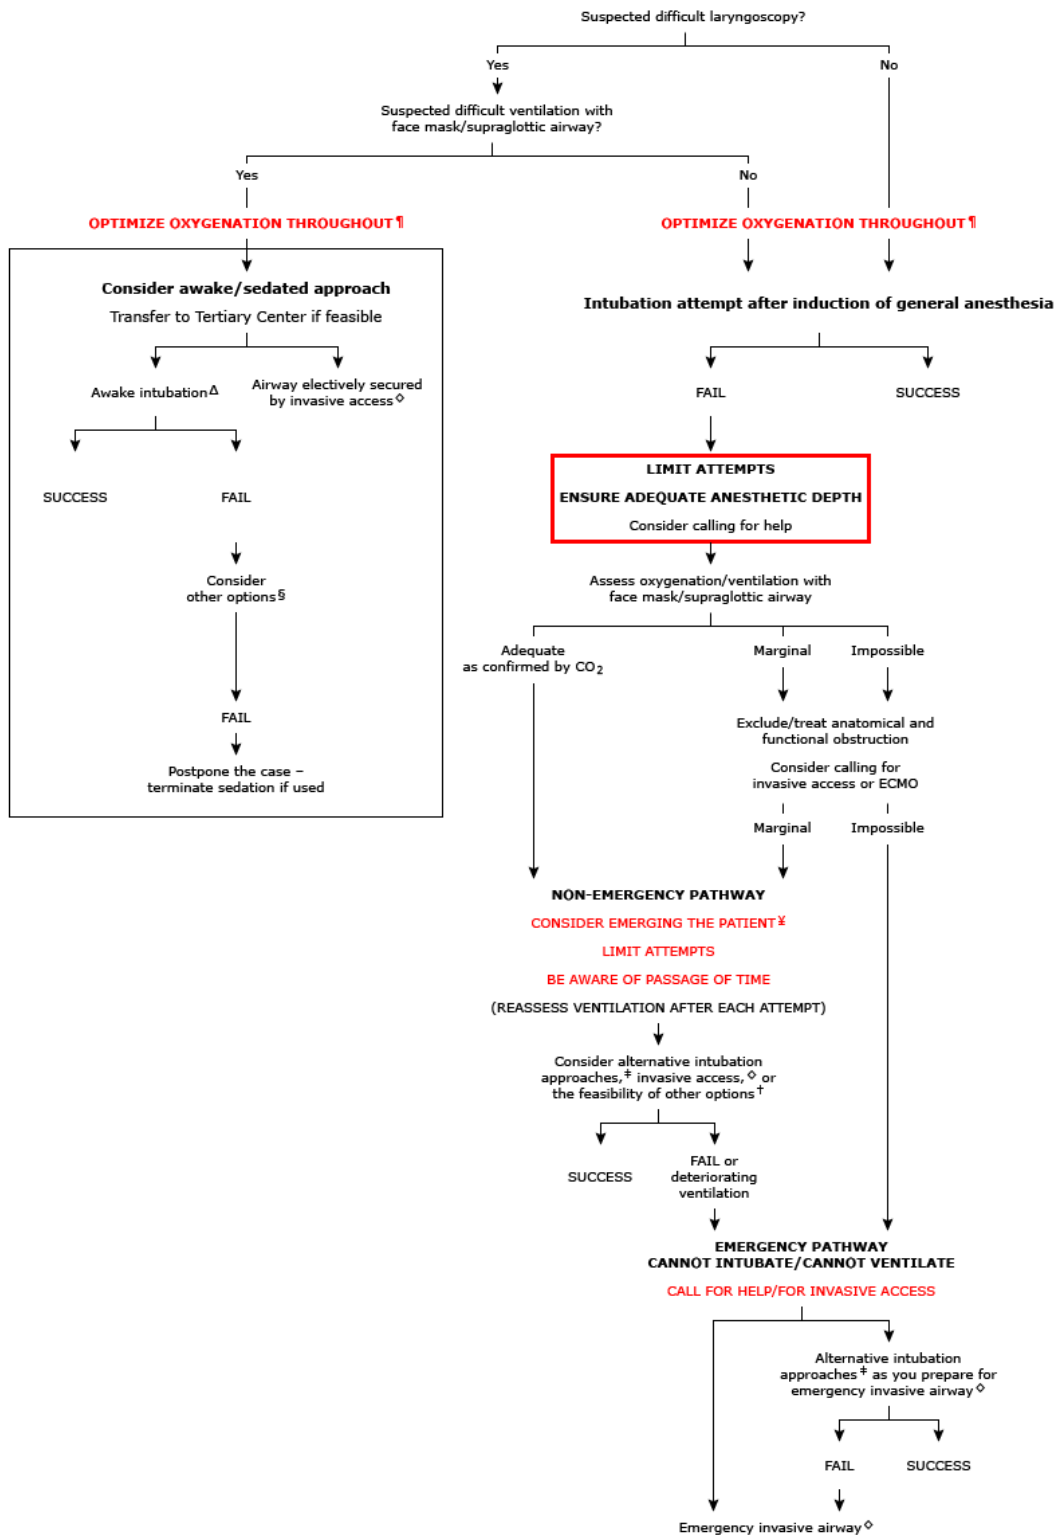 Suspected difficult laryngoscopy?
Yes
No
Suspected difficult ventilation with
face mask/supraglottic airway?
Yes
No
OPTIMIZE OXYGENATION THROUGHOUT¶
OPTIMIZE OXYGENATION THROUGHOUT¶
Consider awake/sedated approach
Transfer to Tertiary Center if feasible
Awake intubationΔ
Airway electively secured
by invasive access◇
SUCCESS
FAIL
Consider
other options§
FAIL
Postpone the case –
terminate sedation if used
Intubation attempt after induction of general anesthesia
FAIL
SUCCESS
LIMIT ATTEMPTS
ENSURE ADEQUATE ANESTHETIC DEPTH
Consider calling for help
Assess oxygenation/ventilation with
face mask/supraglottic airway
Adequate
as confirmed by CO₂
Marginal
Impossible
Exclude/treat anatomical and
functional obstruction
Consider calling for
invasive access or ECMO
Marginal
Impossible
NON-EMERGENCY PATHWAY
CONSIDER EMERGING THE PATIENT¥
LIMIT ATTEMPTS
BE AWARE OF PASSAGE OF TIME
(REASSESS VENTILATION AFTER EACH ATTEMPT)
Consider alternative intubation
approaches,‡ invasive access,◇ or
the feasibility of other options†
SUCCESS
FAIL or
deteriorating
ventilation
EMERGENCY PATHWAY
CANNOT INTUBATE/CANNOT VENTILATE
CALL FOR HELP/FOR INVASIVE ACCESS
Alternative intubation
approaches‡ as you prepare for
emergency invasive airway◇
FAIL
SUCCESS
Emergency invasive airway◇